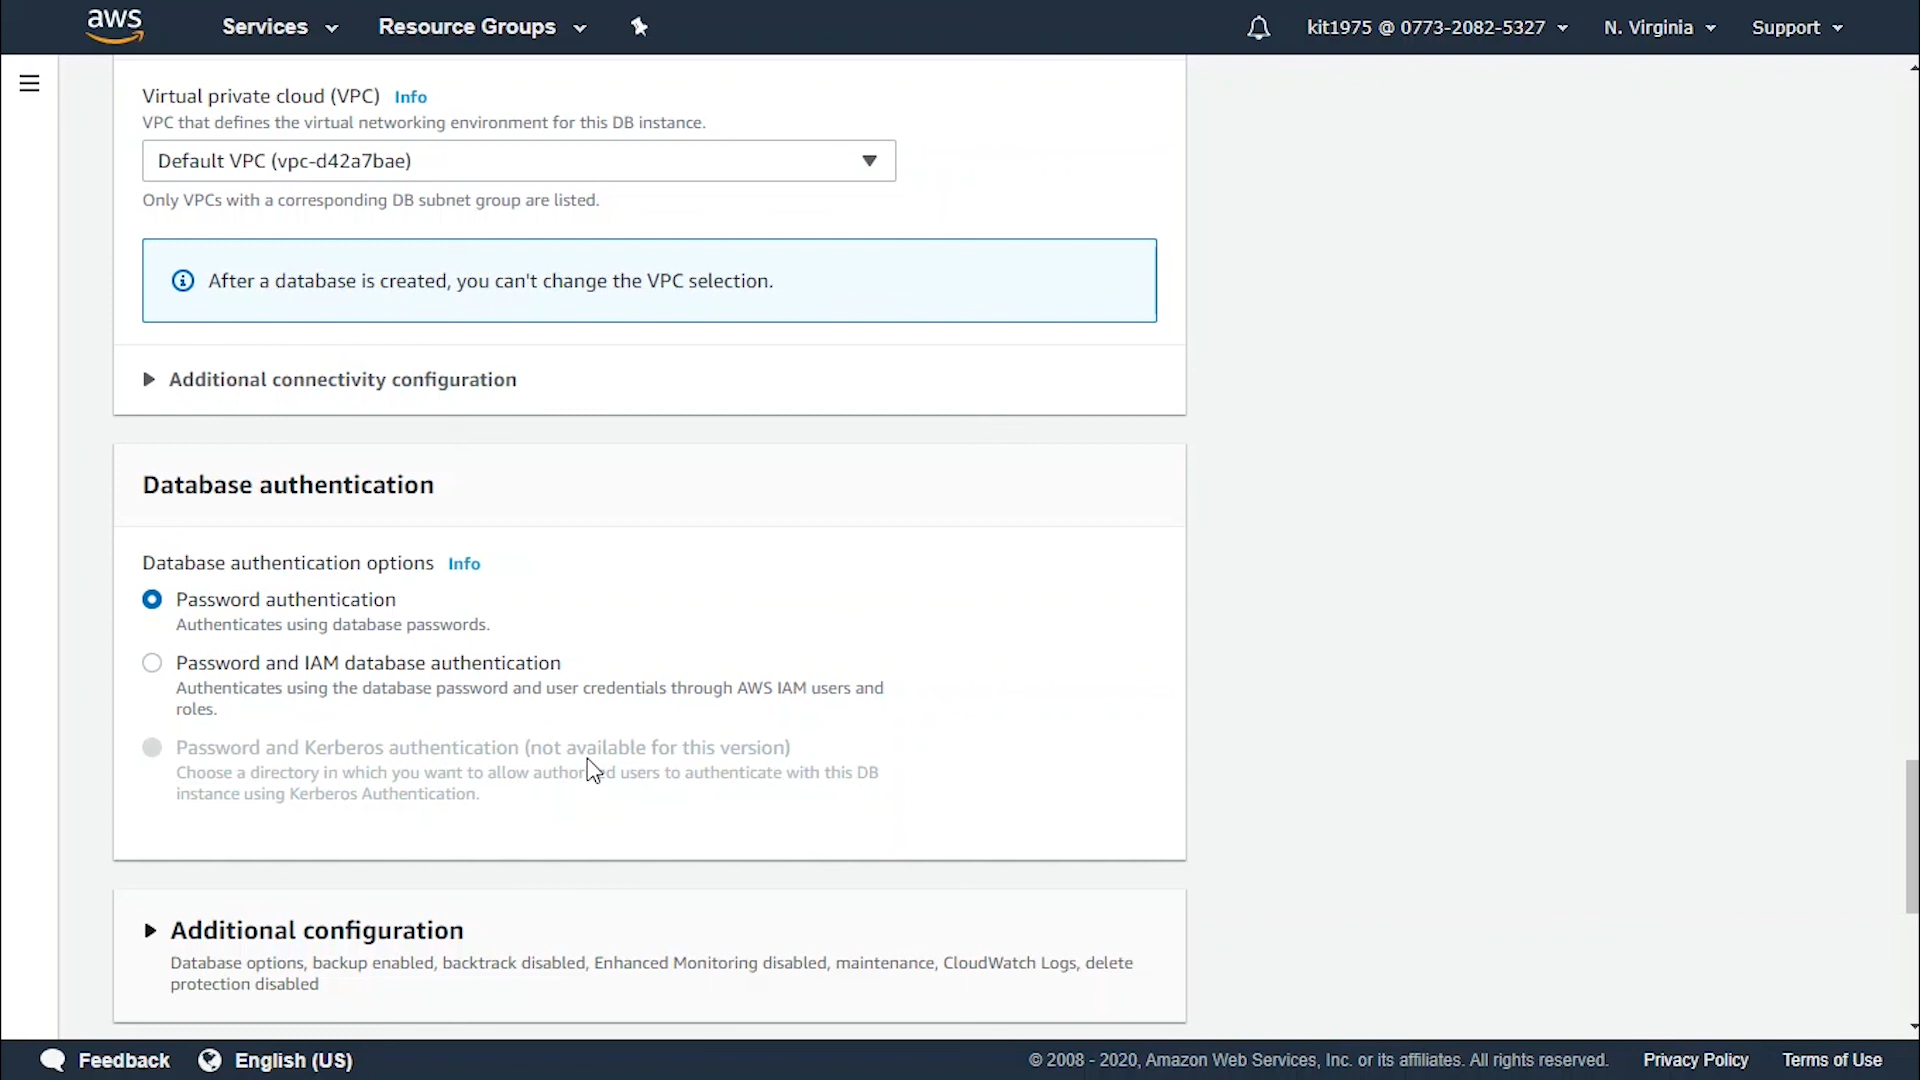 aws Services Resource Groups kit1975 @ 0773-2082-5327 N. Virginia Support
Virtual private cloud (VPC) Info
VPC that defines the virtual networking environment for this DB instance.
Default VPC (vpc-d42a7bae)
Only VPCs with a corresponding DB subnet group are listed.
After a database is created, you can't change the VPC selection.
Additional connectivity configuration
Database authentication
Database authentication options Info
Password authentication
Authenticates using database passwords.
Password and IAM database authentication
Authenticates using the database password and user credentials through AWS IAM users and
roles.
Password and Kerberos authentication (not available for this version)
Choose a directory in which you want to allow authorized users to authenticate with this DB
instance using Kerberos Authentication.
Additional configuration
Database options, backup enabled, backtrack disabled, Enhanced Monitoring disabled, maintenance, CloudWatch Logs, delete
protection disabled
Feedback English (US) © 2008 - 2020, Amazon Web Services, Inc. or its affiliates. All rights reserved. Privacy Policy Terms of Use